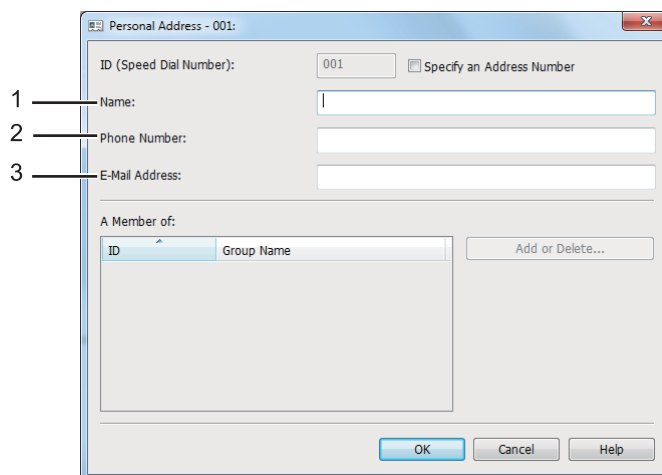 Personal Address - 001:
ID (Speed Dial Number): 001 Specify an Address Number
1 Name:
2 Phone Number:
3 E-Mail Address:
A Member of:
ID Group Name Add or Delete...
OK Cancel Help